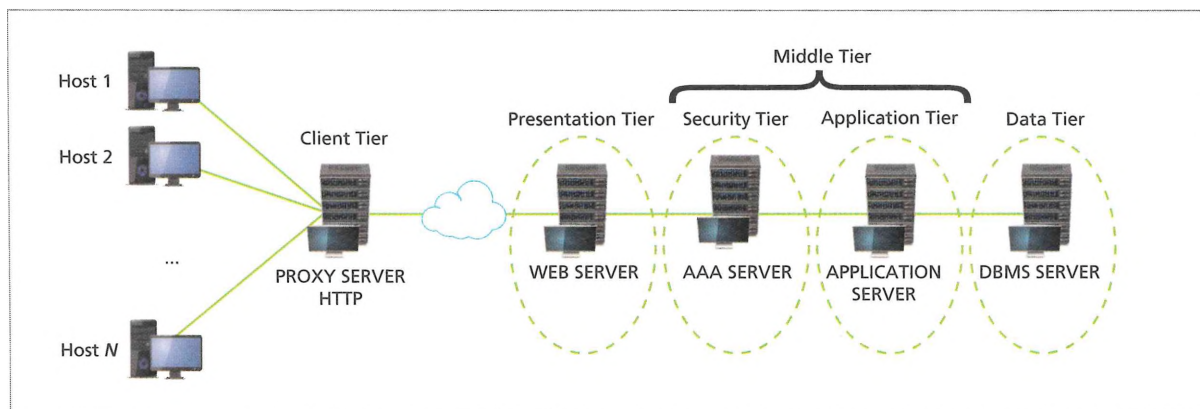 Host 1
Host 2
...
Host N
Client Tier
PROXY SERVER
HTTP
Middle Tier
Presentation Tier
WEB SERVER
Security Tier
AAA SERVER
Application Tier
APPLICATION
SERVER
Data Tier
DBMS SERVER